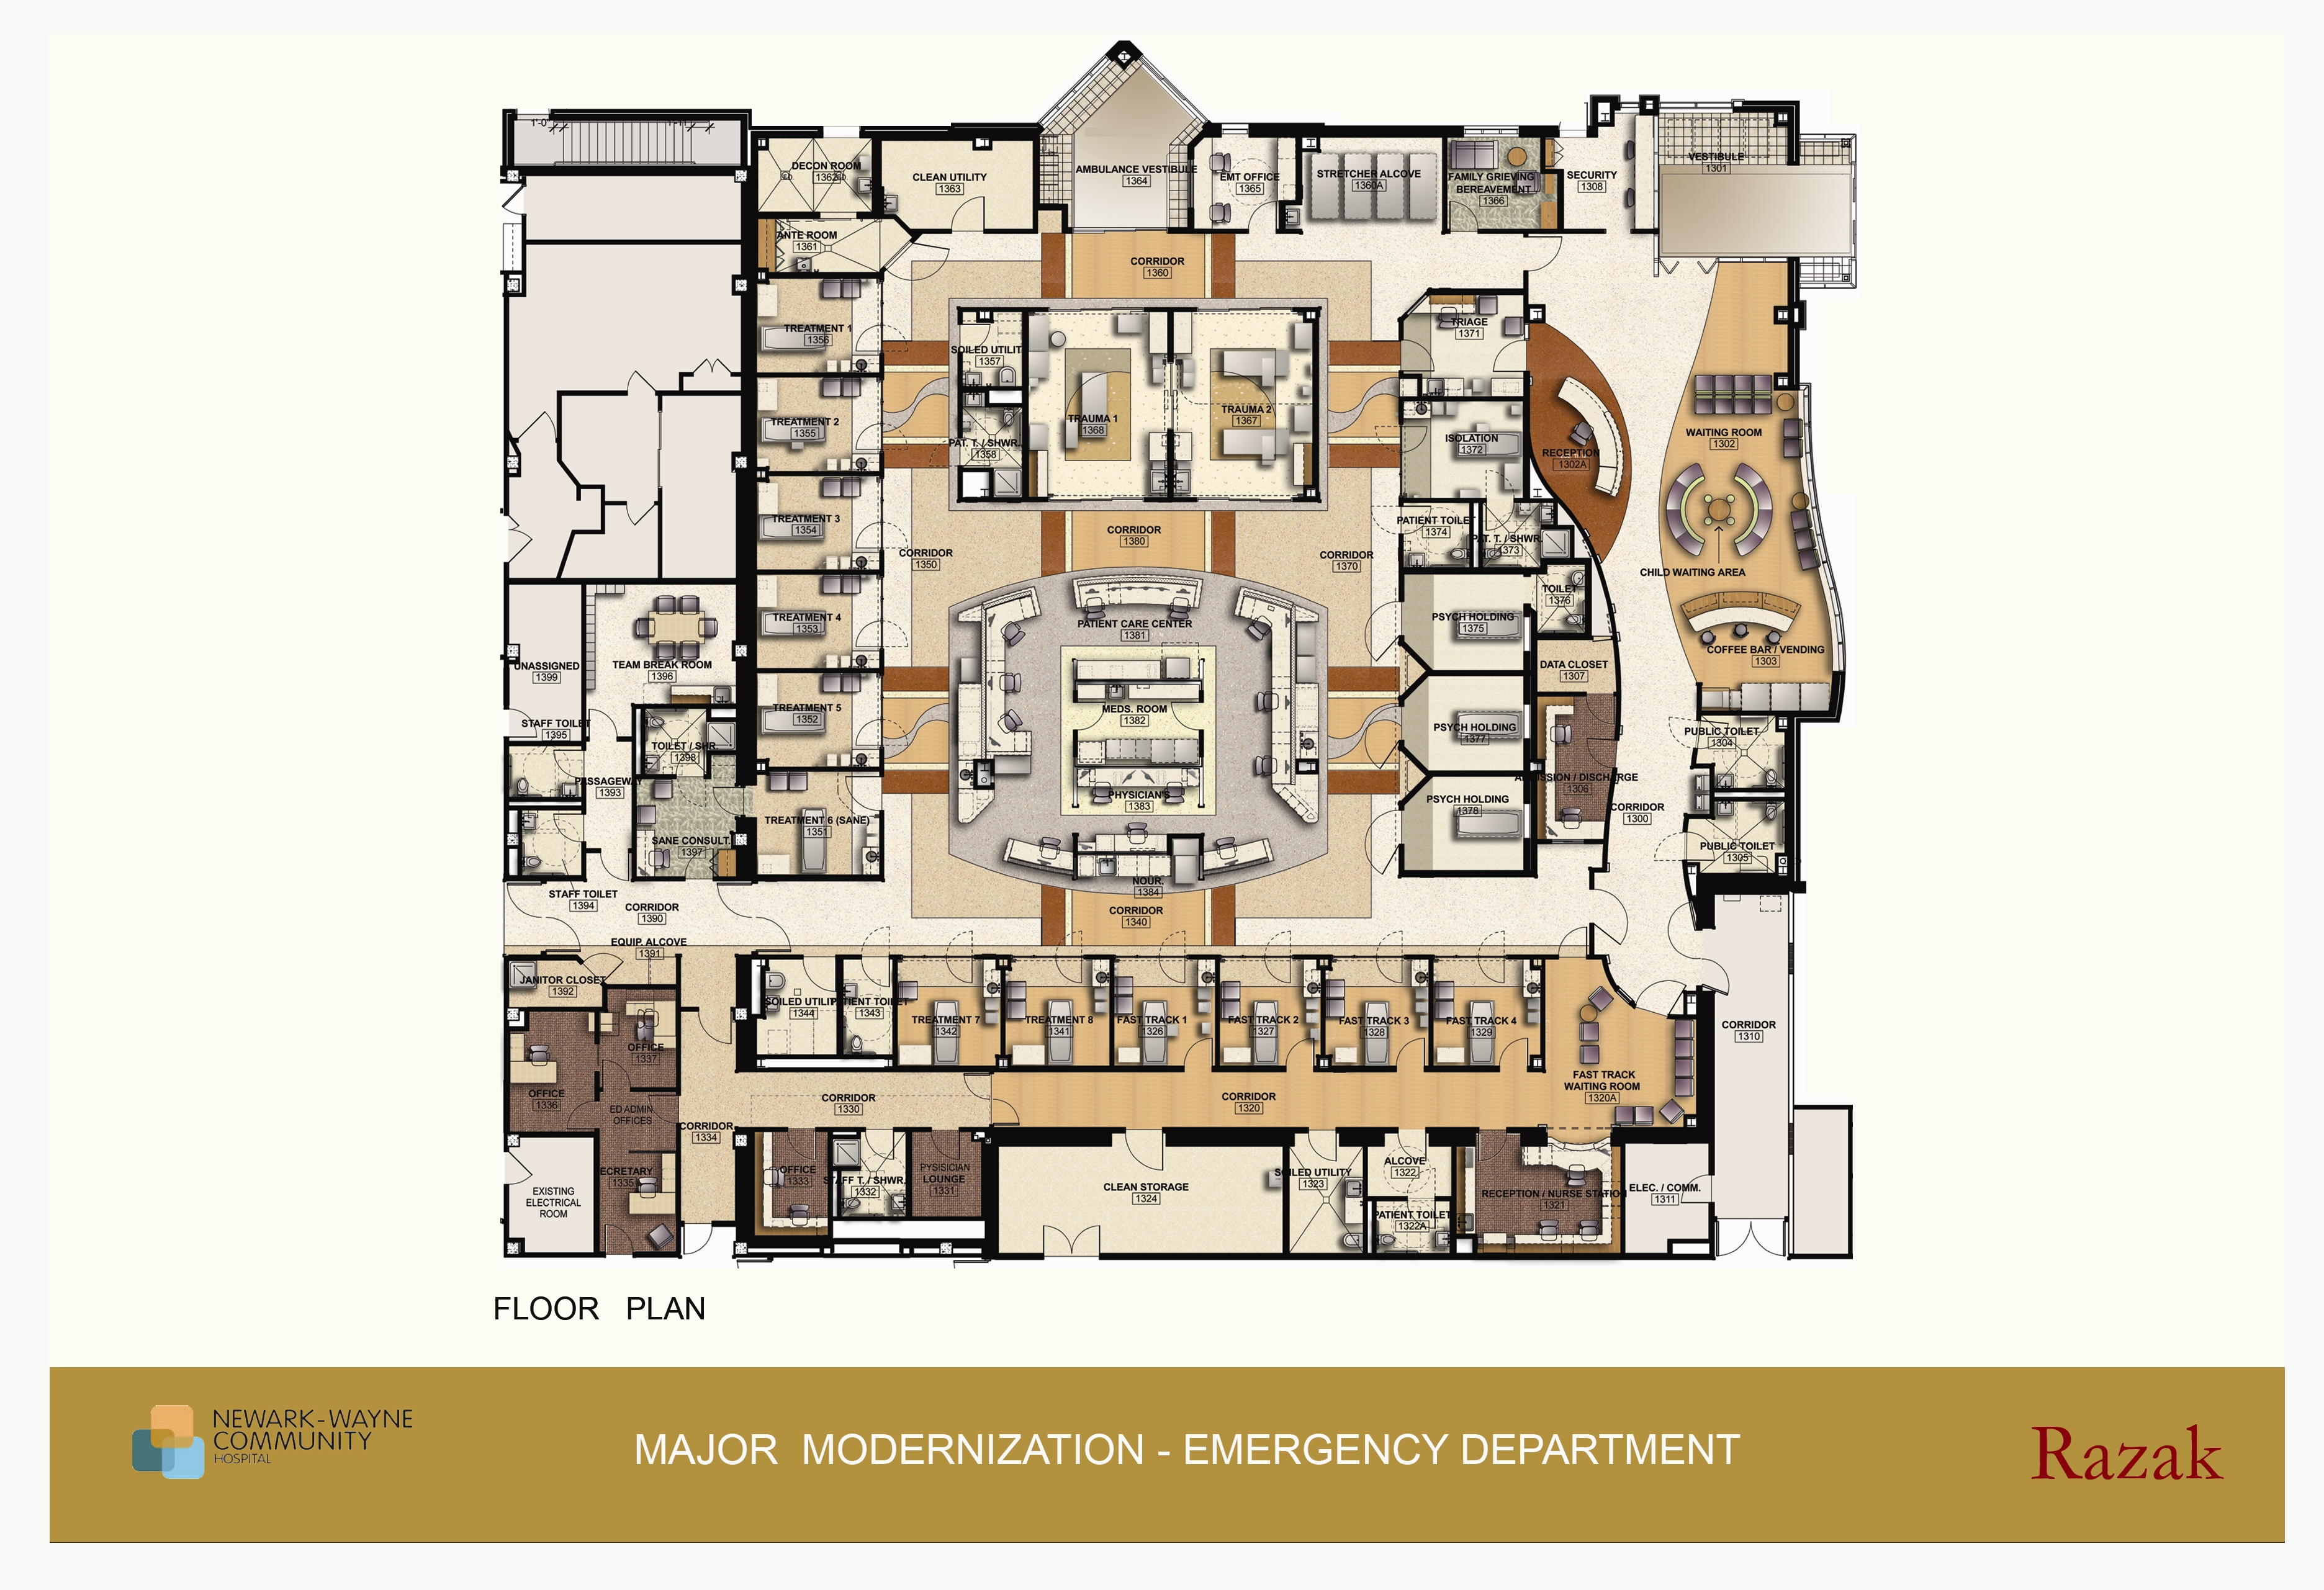 1'-0"
1'-11"
DECON ROOM
1362
CLEAN UTILITY
1363
AMBULANCE VESTIBULE
1364
EMT OFFICE
1365
STRETCHER ALCOVE
1360A
FAMILY GRIEVING
BEREAVEMENT
1366
SECURITY
1308
VESTIBULE
1301
ANTE ROOM
1361
CORRIDOR
1360
TREATMENT 1
1356
SOILED UTILIT
1357
TRIAGE
1371
TREATMENT 2
1355
PAT. T. / SHWR.
1358
TRAUMA 1
1368
TRAUMA 2
1367
ISOLATION
1372
RECEPTION
1302A
WAITING ROOM
1302
TREATMENT 3
1354
CORRIDOR
1350
CORRIDOR
1380
CORRIDOR
1370
PATIENT TOILET
1374
PAT. T. / SHWR.
1373
CHILD WAITING AREA
TOILET
1376
TREATMENT 4
1353
PATIENT CARE CENTER
1381
PSYCH HOLDING
1375
UNASSIGNED
1399
TEAM BREAK ROOM
1396
DATA CLOSET
1307
COFFEE BAR / VENDING
1303
STAFF TOILET
1395
TREATMENT 5
1352
MEDS. ROOM
1382
PSYCH HOLDING
1377
PUBLIC TOILET
1304
TOILET / SHR.
1398
PASSAGEWAY
1393
PHYSICIAN'S
1383
PSYCH HOLDING
1378
ADMISSION / DISCHARGE
1306
CORRIDOR
1300
TREATMENT 6 (SANE)
1351
SANE CONSULT.
1397
PUBLIC TOILET
1305
STAFF TOILET
1394
CORRIDOR
1390
NOUR.
1384
CORRIDOR
1340
EQUIP. ALCOVE
1391
JANITOR CLOSET
1392
SOILED UTILITY
1344
PATIENT TOILET
1343
TREATMENT 7
1342
TREATMENT 8
1341
FAST TRACK 1
1326
FAST TRACK 2
1327
FAST TRACK 3
1328
FAST TRACK 4
1329
CORRIDOR
1310
OFFICE
1337
OFFICE
1336
ED ADMIN
OFFICES
CORRIDOR
1334
CORRIDOR
1330
CORRIDOR
1320
FAST TRACK
WAITING ROOM
1320A
EXISTING
ELECTRICAL
ROOM
ECRETARY
1335
OFFICE
1333
STAFF T. / SHWR.
1332
PYSISIAN
LOUNGE
1331
CLEAN STORAGE
1324
SOILED UTILITY
1323
ALCOVE
1322
PATIENT TOILET
1322A
RECEPTION / NURSE STATION
1321
ELEC. / COMM.
1311
FLOOR PLAN
NEWARK-WAYNE
COMMUNITY
HOSPITAL
MAJOR MODERNIZATION - EMERGENCY DEPARTMENT
Razak